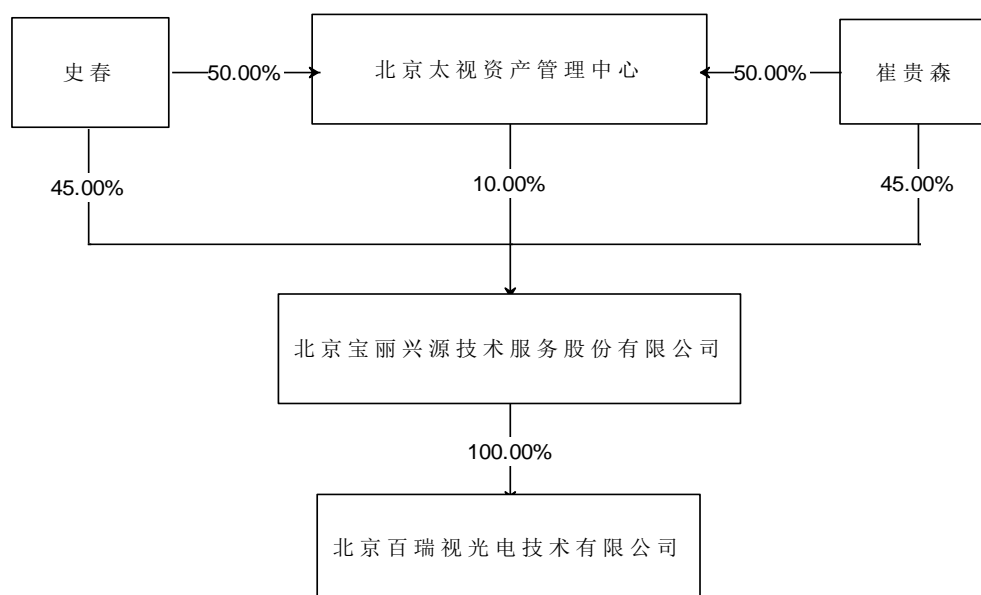 史春
50.00%
北京太视资产管理中心
50.00%
崔贵森
45.00%
10.00%
45.00%
北京宝丽兴源技术服务股份有限公司
100.00%
北京百瑞视光电技术有限公司